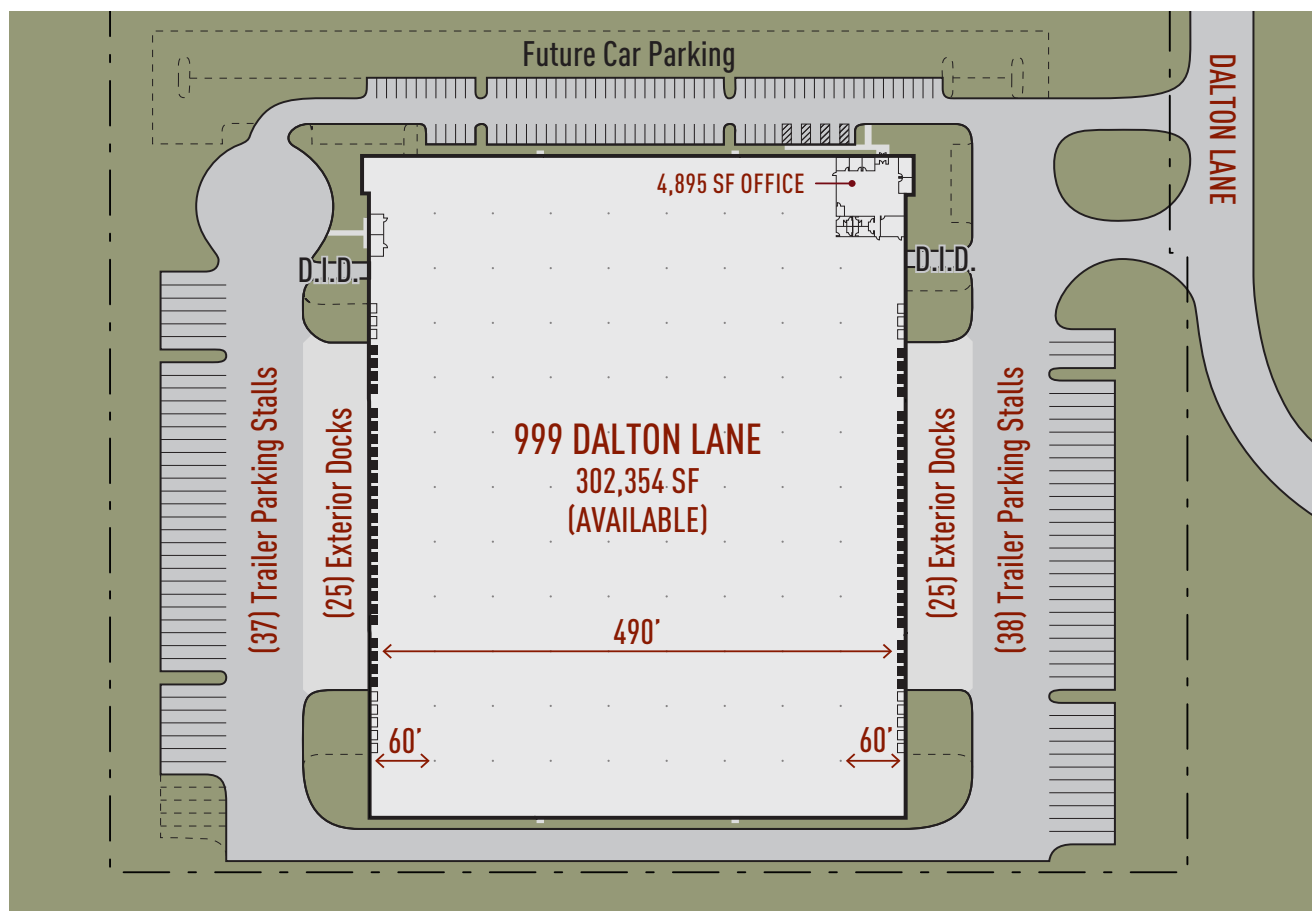 Future Car Parking
DALTON LANE
4,895 SF OFFICE
D.I.D.
D.I.D.
(37) Trailer Parking Stalls
(25) Exterior Docks
999 DALTON LANE
302,354 SF
(AVAILABLE)
(25) Exterior Docks
(38) Trailer Parking Stalls
490'
60'
60'